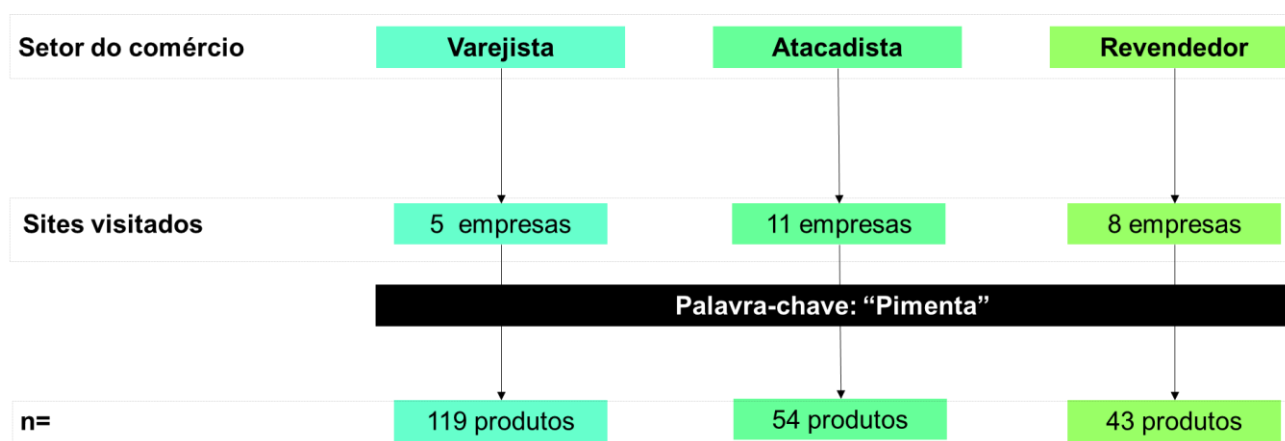 Setor do comércio
Varejista
Atacadista
Revendedor
Sites visitados
5 empresas
11 empresas
8 empresas
Palavra-chave: “Pimenta”
n=
119 produtos
54 produtos
43 produtos